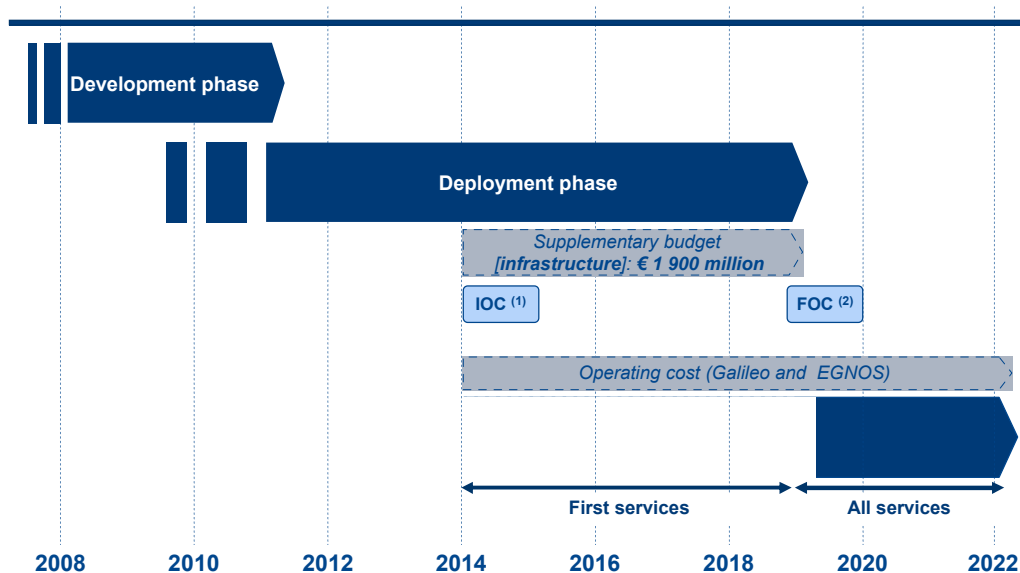 Development phase
Deployment phase
Supplementary budget
[infrastructure]: € 1 900 million
IOC (1)
FOC (2)
Operating cost (Galileo and EGNOS)
First services
All services
2008
2010
2012
2014
2016
2018
2020
2022